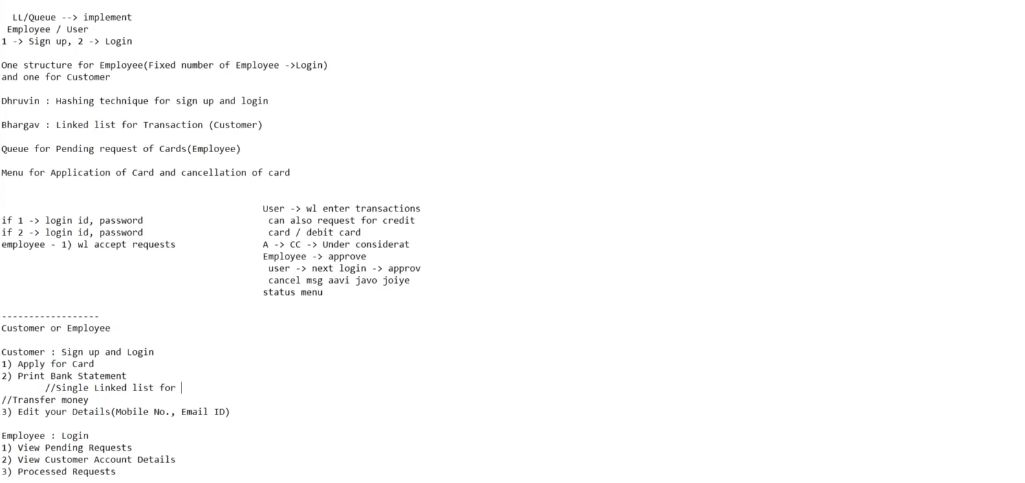 LL/Queue --> implement
Employee / User
1 -> Sign up, 2 -> Login
One structure for Employee(Fixed number of Employee ->Login)
and one for Customer
Dhruvin : Hashing technique for sign up and login
Bhargav : Linked list for Transaction (Customer)
Queue for Pending request of Cards(Employee)
Menu for Application of Card and cancellation of card
if 1 -> login id, password
if 2 -> login id, password
employee - 1) wl accept requests
User -> wl enter transactions
can also request for credit
card / debit card
A -> CC -> Under considerat
Employee -> approve
user -> next login -> approv
cancel msg aavi javo joiye
status menu
------------------
Customer or Employee
Customer : Sign up and Login
1) Apply for Card
2) Print Bank Statement
//Single Linked list for
//Transfer money
3) Edit your Details(Mobile No., Email ID)
Employee : Login
1) View Pending Requests
2) View Customer Account Details
3) Processed Requests